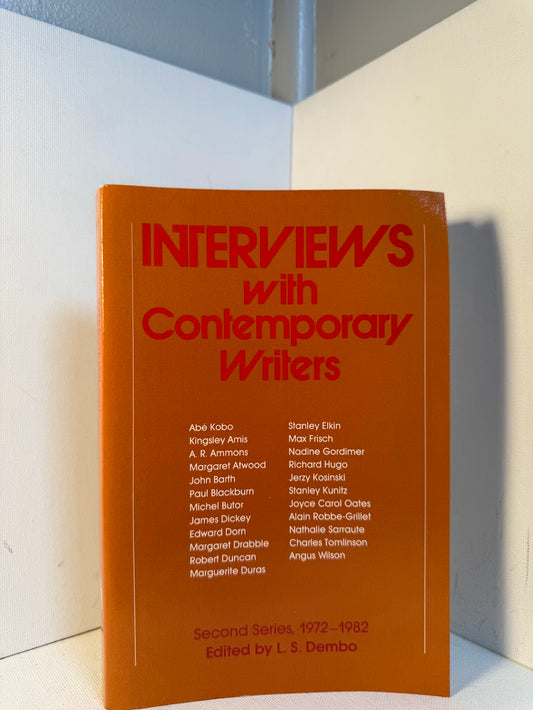 INTERVIEWS
with
Contemporary
Writers
Abé Kobo
Kingsley Amis
A. R. Ammons
Margaret Atwood
John Barth
Paul Blackburn
Michel Butor
James Dickey
Edward Dorn
Margaret Drabble
Robert Duncan
Marguerite Duras
Stanley Elkin
Max Frisch
Nadine Gordimer
Richard Hugo
Jerzy Kosinski
Stanley Kunitz
Joyce Carol Oates
Alain Robbe-Grillet
Nathalie Sarraute
Charles Tomlinson
Angus Wilson
Second Series, 1972–1982
Edited by L. S. Dembo